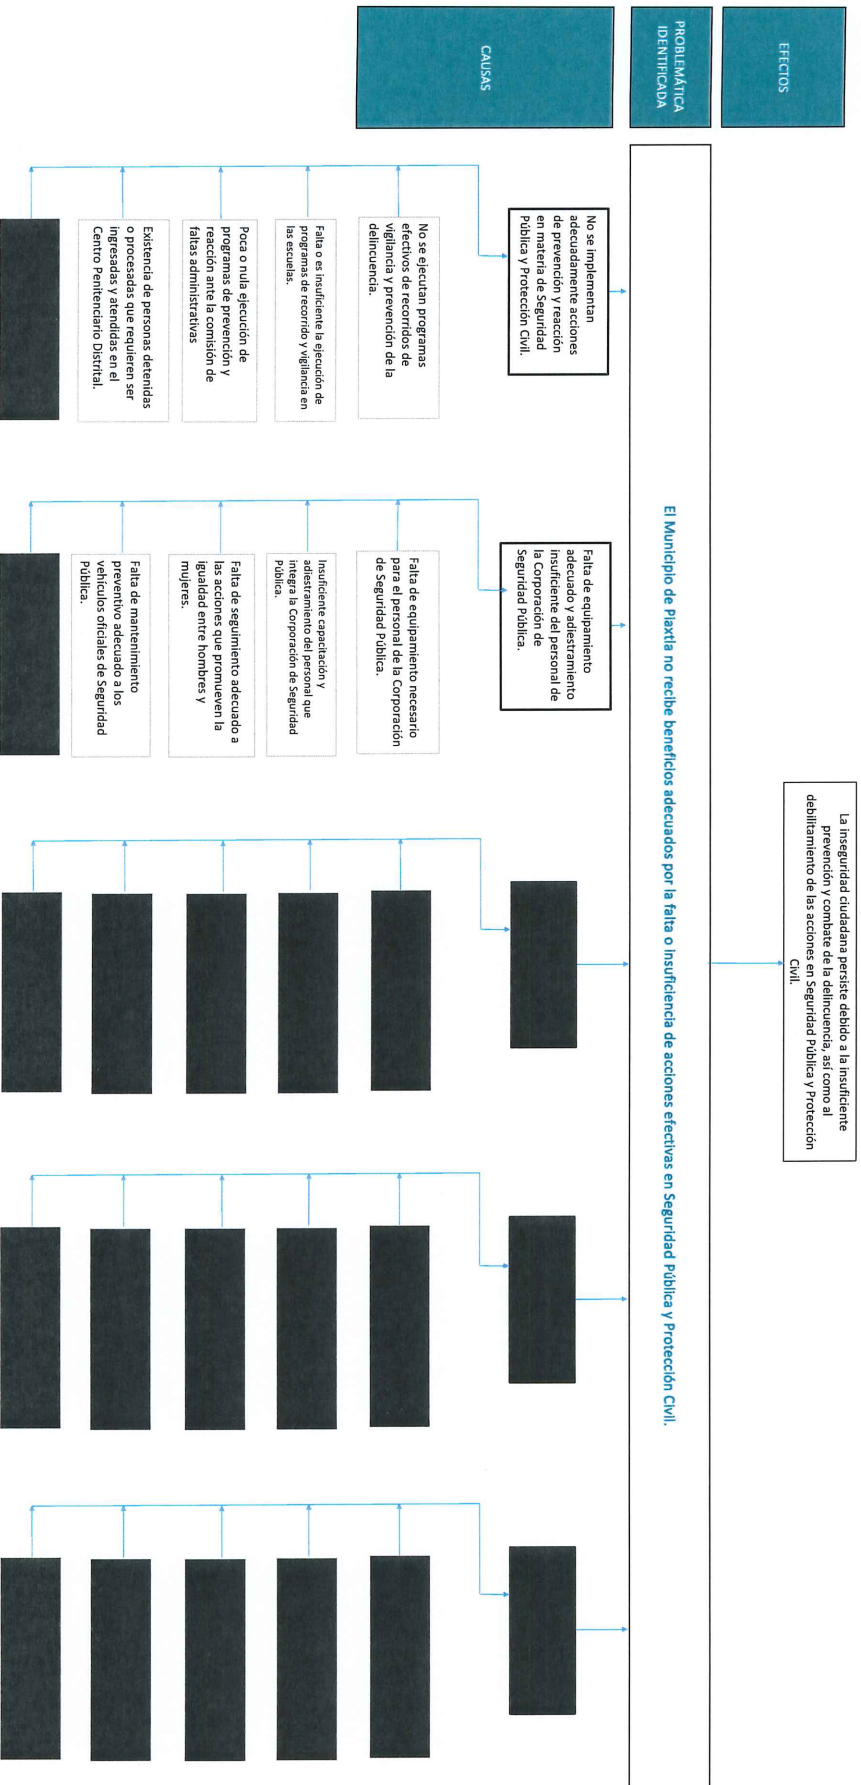 EFECTOS
La inseguridad ciudadana persiste debido a la insuficiente
prevención y combate de la delincuencia, así como al
debilitamiento de las acciones en Seguridad Pública y Protección
Civil.
PROBLEMÁTICA
IDENTIFICADA
El Municipio de Piaxtla no recibe beneficios adecuados por la falta o insuficiencia de acciones efectivas en Seguridad Pública y Protección Civil.
CAUSAS
No se implementan
adecuadamente acciones
de prevención y reacción
en materia de Seguridad
Pública y Protección Civil.
No se ejecutan programas
efectivos de recorridos de
vigilancia y prevención de la
delincuencia.
Falta o es insuficiente la ejecución de
programas de recorrido y vigilancia en
las escuelas.
Poca o nula ejecución de
programas de prevención y
reacción ante la comisión de
faltas administrativas
Existencia de personas detenidas
o procesadas que requieren ser
ingresadas y atendidas en el
Centro Penitenciario Distrital.
Falta de equipamiento
adecuado y adiestramiento
insuficiente del personal de
la Corporación de
Seguridad Pública.
Falta de equipamiento necesario
para el personal de la Corporación
de Seguridad Pública.
Insuficiente capacitación y
adiestramiento del personal que
integra la Corporación de Seguridad
Pública.
Falta de seguimiento adecuado a
las acciones que promueven la
igualdad entre hombres y
mujeres.
Falta de mantenimiento
preventivo adecuado a los
vehículos oficiales de Seguridad
Pública.